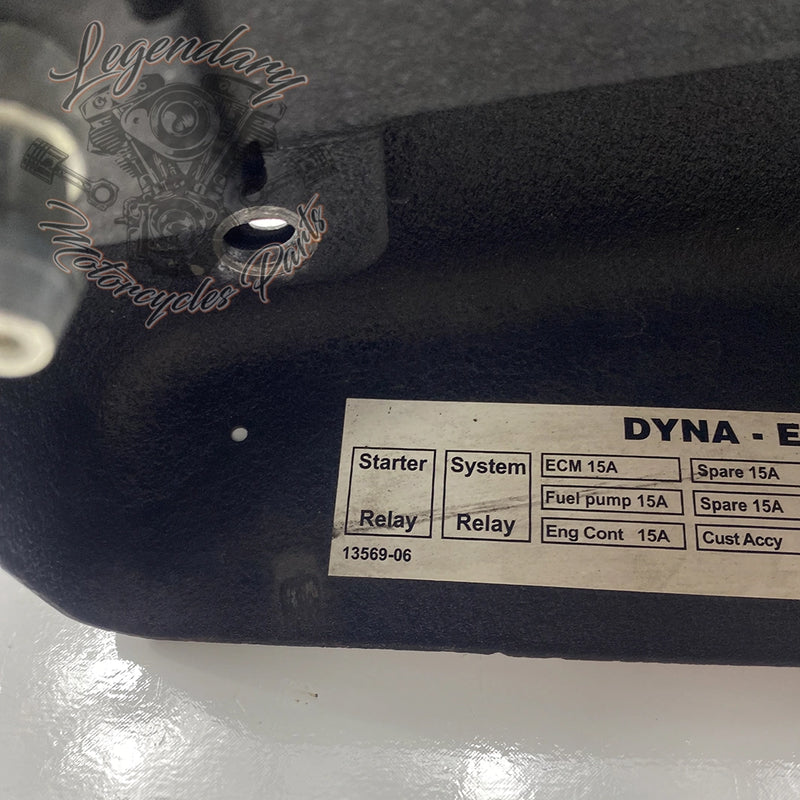 Legendary
Motorcycles Parts
DYNA - E
Starter
Relay
System
Relay
ECM 15A
Fuel pump 15A
Eng Cont 15A
Spare 15A
Spare 15A
Cust Accy
13569-06